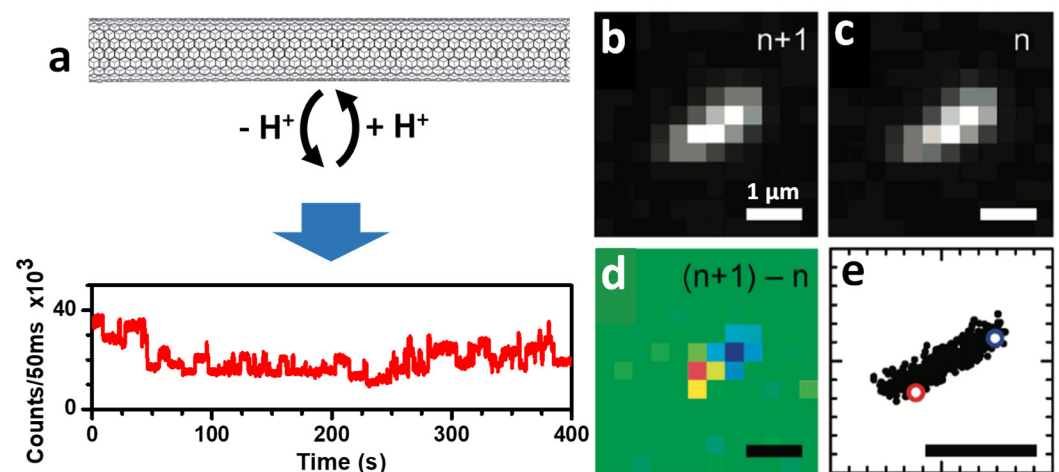 a
- H⁺
+ H⁺
Counts/50ms x10³
40
0
0
100
200
300
400
Time (s)
b
n+1
1 μm
c
n
d
(n+1) – n
e